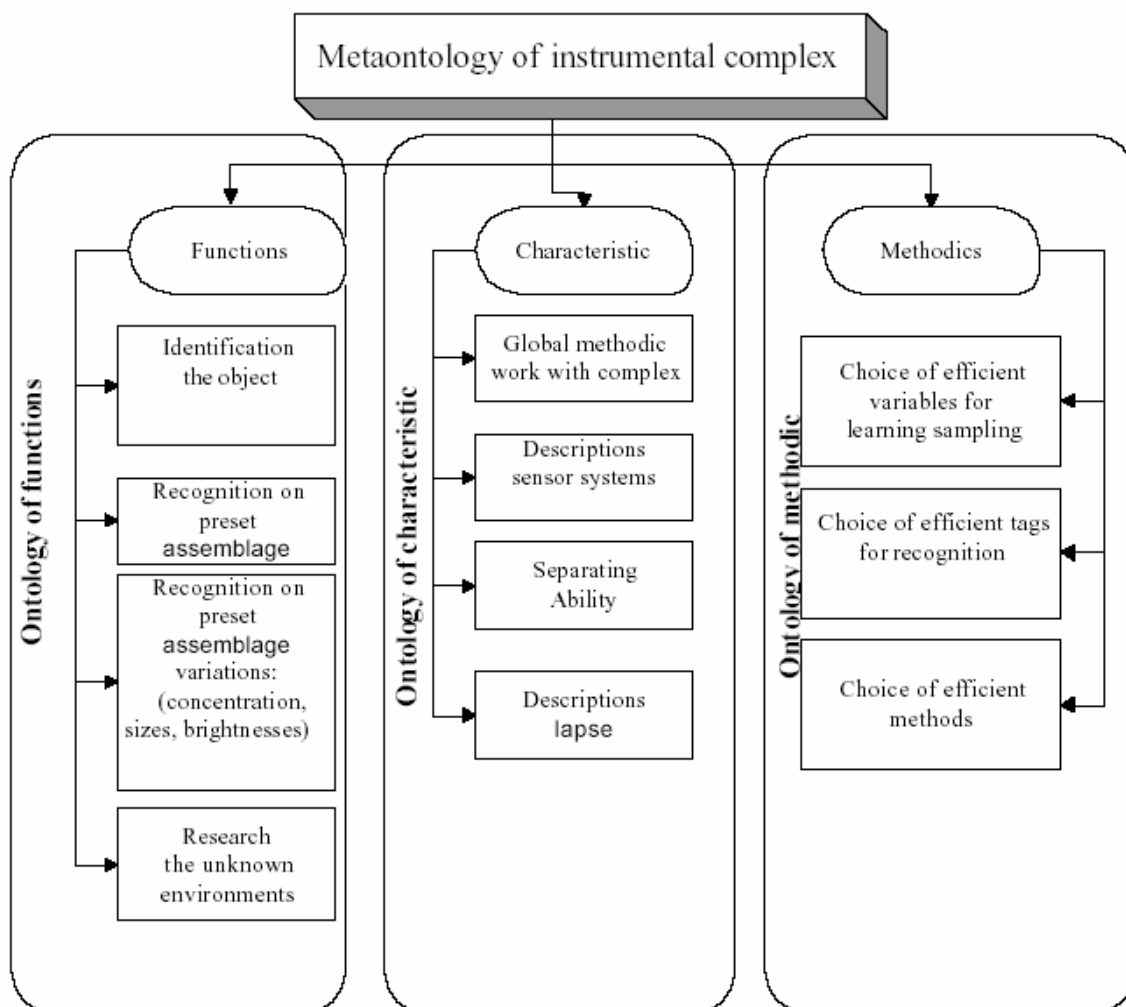 Metaontology of instrumental complex
Ontology of functions
Functions
Identification
the object
Recognition on
preset
assemblage
Recognition on
preset
assemblage
variations:
(concentration,
sizes, brightnesses)
Research
the unknown
environments
Ontology of characteristic
Characteristic
Global methodic
work with complex
Descriptions
sensor systems
Separating
Ability
Descriptions
lapse
Ontology of methodic
Methodics
Choice of efficient
variables for
learning sampling
Choice of efficient tags
for recognition
Choice of efficient
methods